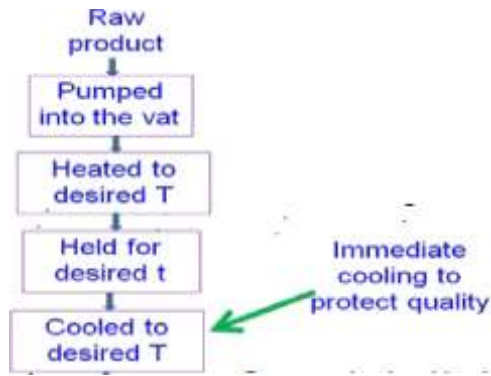 Raw
product
Pumped
into the vat
Heated to
desired T
Held for
desired t
Immediate
cooling to
protect quality
Cooled to
desired T